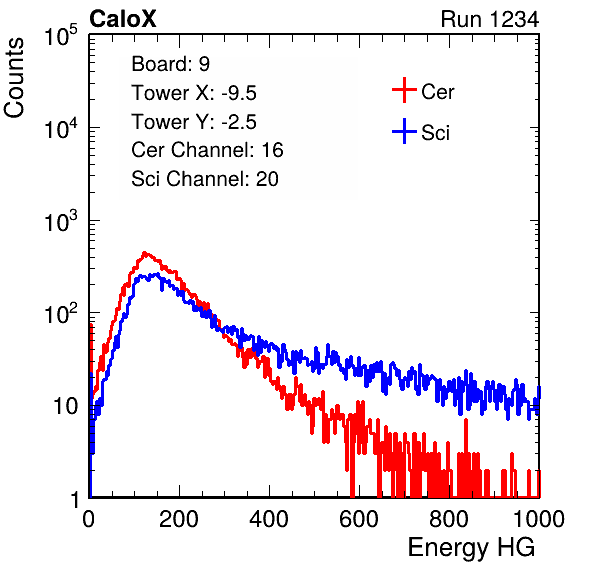 CaloX Run 1234
Counts
10^5
10^4
10^3
10^2
10
1
Board: 9
Tower X: -9.5
Tower Y: -2.5
Cer Channel: 16
Sci Channel: 20
Cer
Sci
0 200 400 600 800 1000
Energy HG